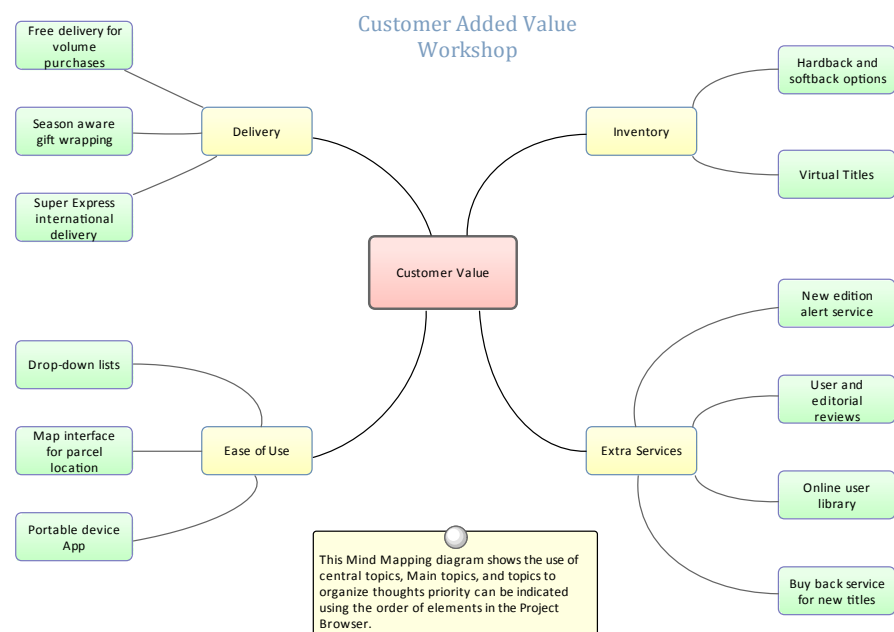 Customer Added Value
Workshop
Free delivery for
volume
purchases
Season aware
gift wrapping
Super Express
international
delivery
Delivery
Inventory
Hardback and
softback options
Virtual Titles
Customer Value
Drop-down lists
Map interface
for parcel
location
Portable device
App
Ease of Use
Extra Services
New edition
alert service
User and
editorial
reviews
Online user
library
Buy back service
for new titles
This Mind Mapping diagram shows the use of
central topics, Main topics, and topics to
organize thoughts priority can be indicated
using the order of elements in the Project
Browser.